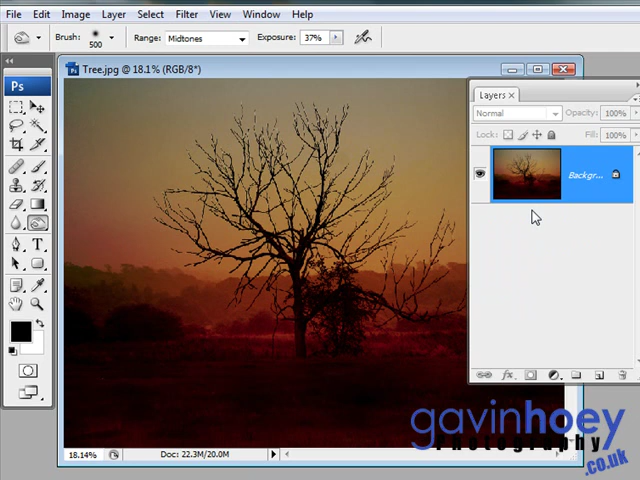 File Edit Image Layer Select Filter View Window Help
Brush: 500 Range: Midtones Exposure: 37%
Ps
Tree.jpg @ 18.1% (RGB/8*)
Layers ×
Normal Opacity: 100%
Lock: Fill: 100%
Backgr...
T
18.14% Doc: 22.3M/20.0M
gavinhoey
Photography
.co.uk